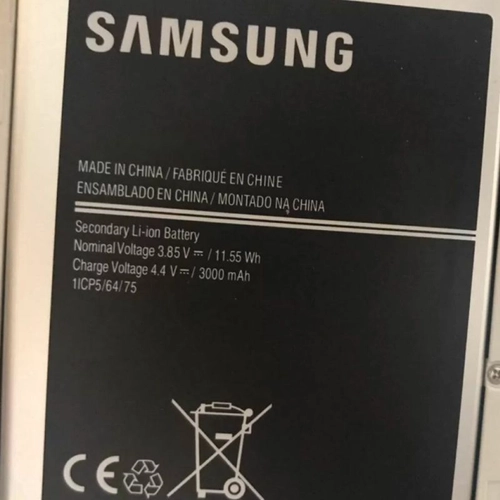 SAMSUNG
MADE IN CHINA / FABRIQUÉ EN CHINE
ENSAMBLADO EN CHINA / MONTADO NA CHINA
Secondary Li-ion Battery
Nominal Voltage 3.85 V ⎓ / 11.55 Wh
Charge Voltage 4.4 V ⎓ / 3000 mAh
1ICP5/64/75
CE